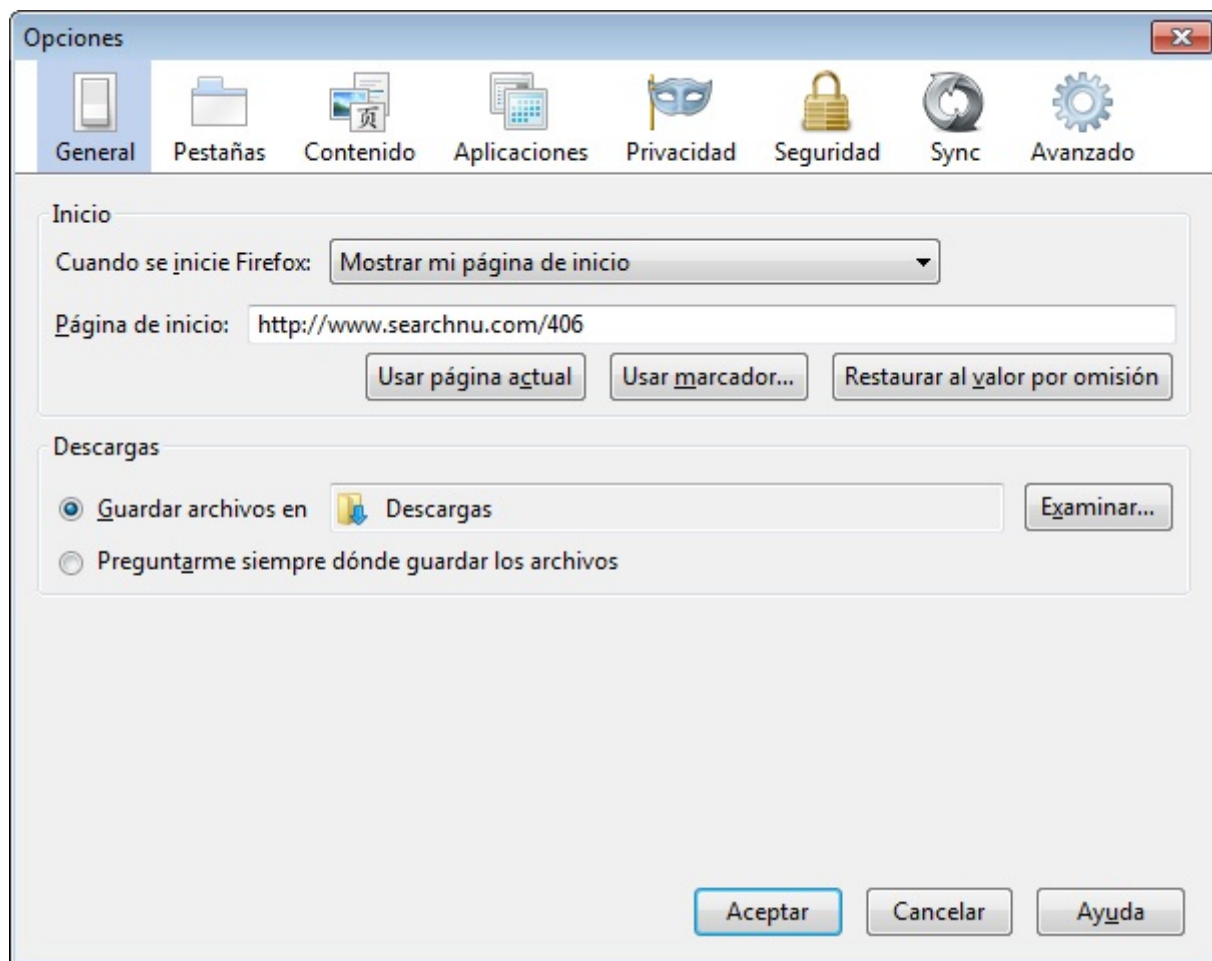 Opciones
General Pestañas Contenido Aplicaciones Privacidad Seguridad Sync Avanzado
页
Inicio
Cuando se inicie Firefox: Mostrar mi página de inicio
Página de inicio: http://www.searchnu.com/406
Usar página actual Usar marcador... Restaurar al valor por omisión
Descargas
Guardar archivos en Descargas Examinar...
Preguntarme siempre dónde guardar los archivos
Aceptar Cancelar Ayuda